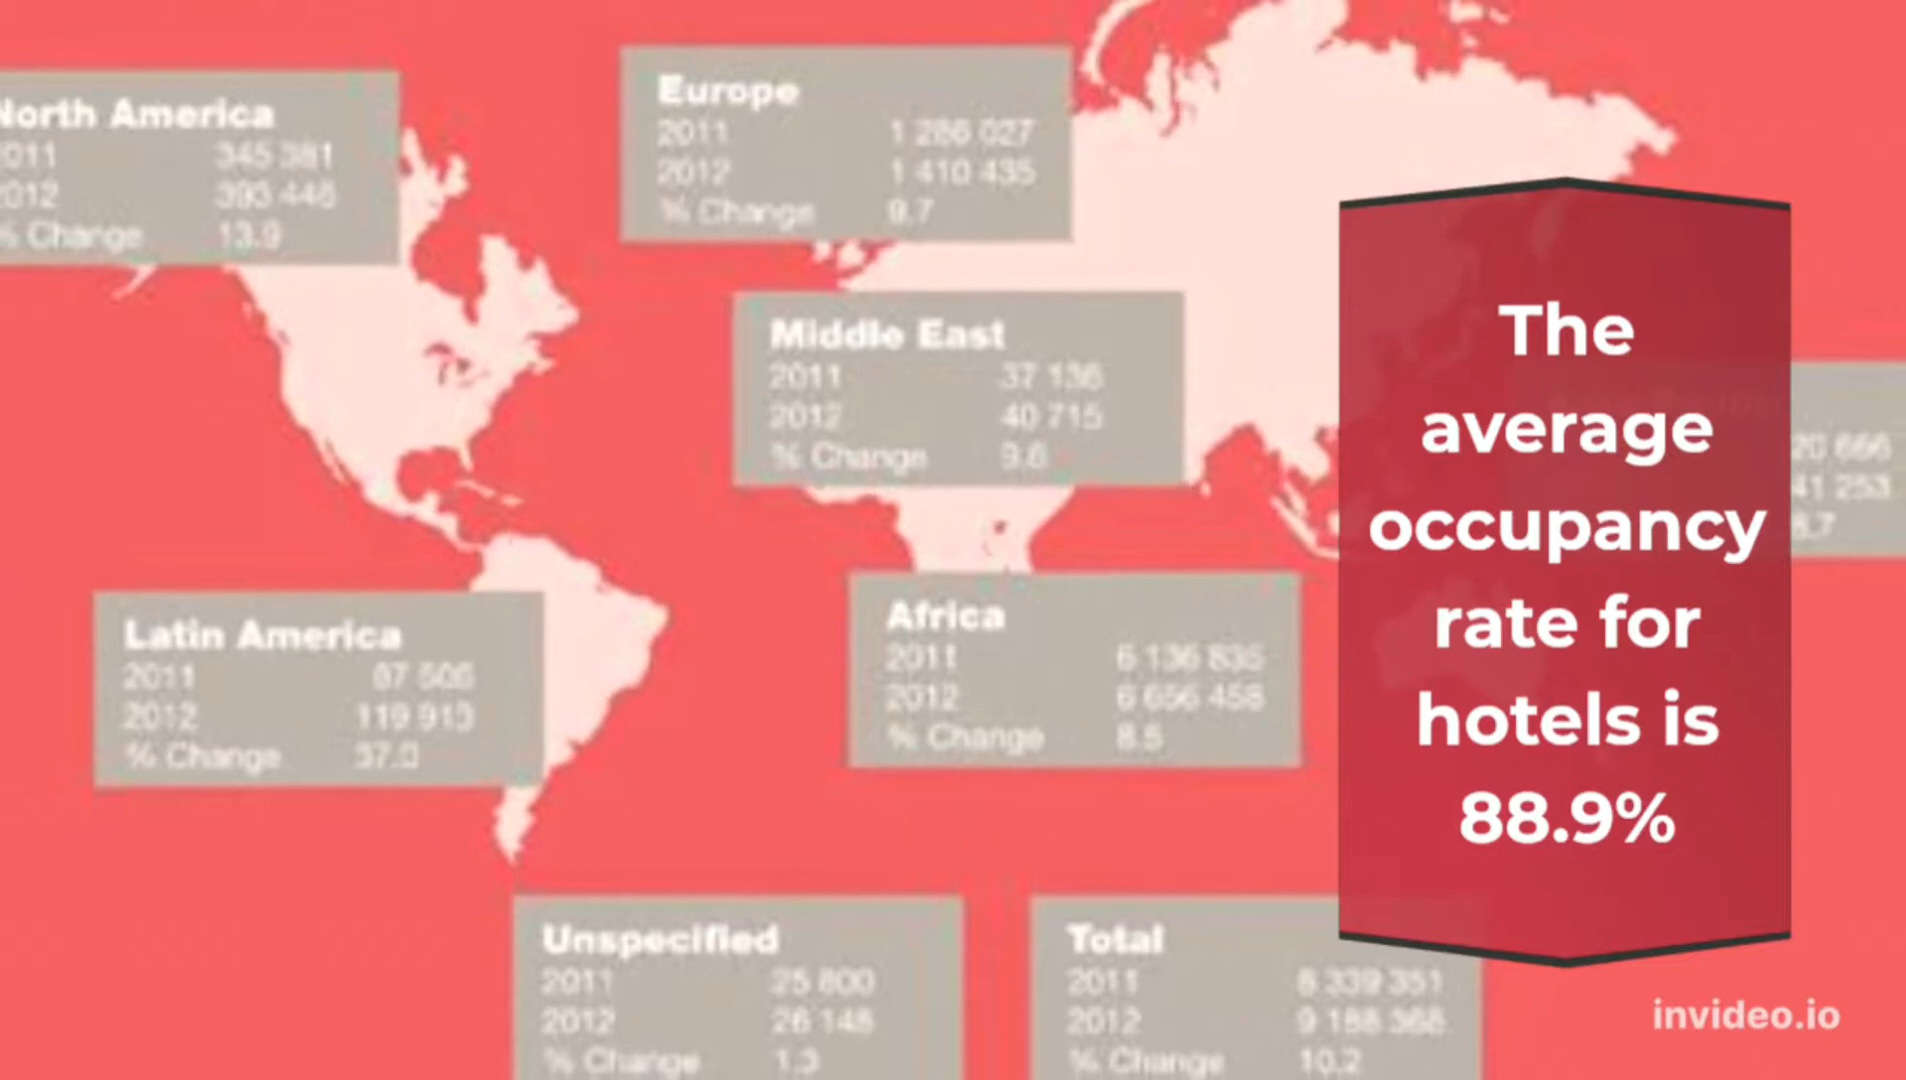 North America
2011 345 381
2012 393 446
% Change 13.9
Europe
2011 1 286 027
2012 1 410 435
% Change 9.7
Middle East
2011 37 136
2012 40 715
% Change 9.6
Latin America
2011 87 506
2012 119 913
% Change 37.0
Africa
2011 6 136 835
2012 6 656 458
% Change 8.5
20 666
41 253
8.7
Unspecified
2011 25 800
2012 26 148
% Change 1.3
Total
2011 8 339 351
2012 9 188 368
% Change 10.2
The
average
occupancy
rate for
hotels is
88.9%
invideo.io